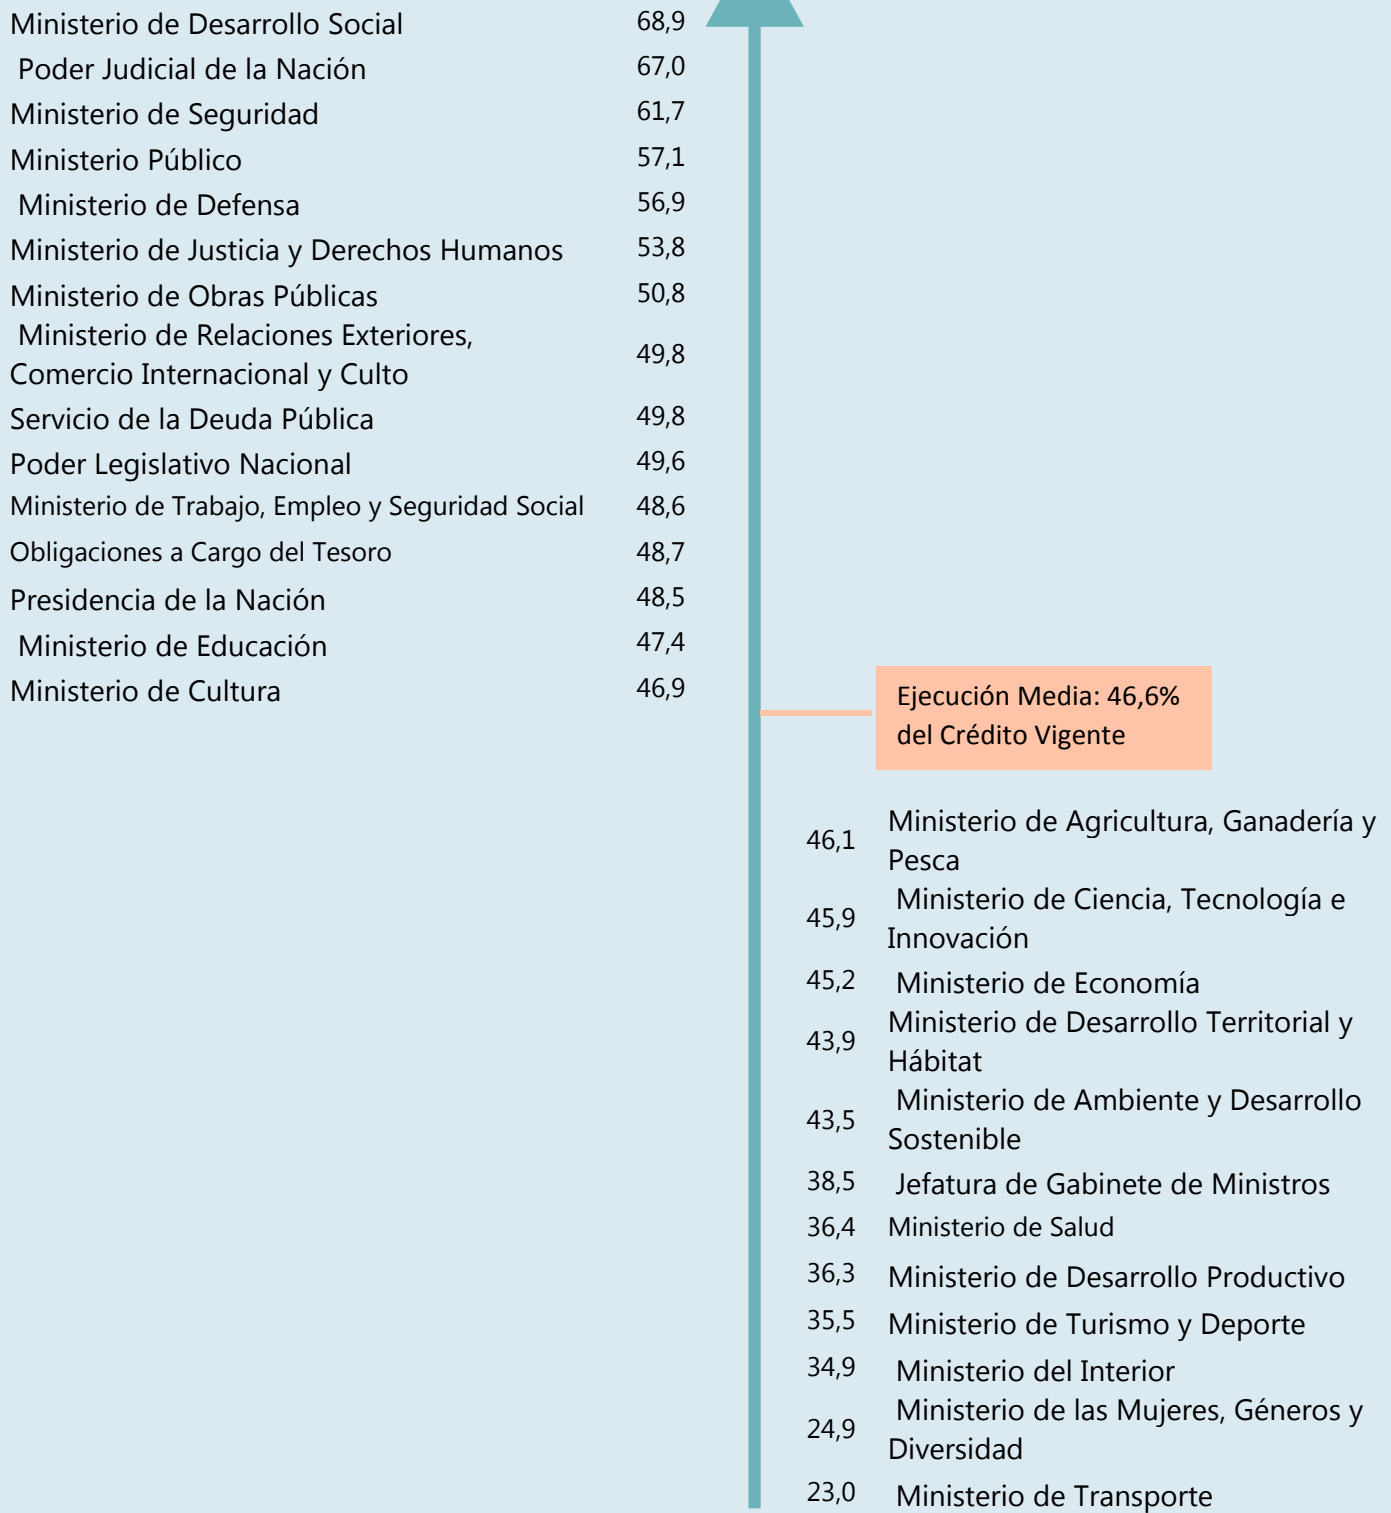 Ministerio de Desarrollo Social 68,9
Poder Judicial de la Nación 67,0
Ministerio de Seguridad 61,7
Ministerio Público 57,1
Ministerio de Defensa 56,9
Ministerio de Justicia y Derechos Humanos 53,8
Ministerio de Obras Públicas 50,8
Ministerio de Relaciones Exteriores,
Comercio Internacional y Culto 49,8
Servicio de la Deuda Pública 49,8
Poder Legislativo Nacional 49,6
Ministerio de Trabajo, Empleo y Seguridad Social 48,6
Obligaciones a Cargo del Tesoro 48,7
Presidencia de la Nación 48,5
Ministerio de Educación 47,4
Ministerio de Cultura 46,9
Ejecución Media: 46,6%
del Crédito Vigente
46,1 Ministerio de Agricultura, Ganadería y
Pesca
45,9 Ministerio de Ciencia, Tecnología e
Innovación
45,2 Ministerio de Economía
43,9 Ministerio de Desarrollo Territorial y
Hábitat
43,5 Ministerio de Ambiente y Desarrollo
Sostenible
38,5 Jefatura de Gabinete de Ministros
36,4 Ministerio de Salud
36,3 Ministerio de Desarrollo Productivo
35,5 Ministerio de Turismo y Deporte
34,9 Ministerio del Interior
24,9 Ministerio de las Mujeres, Géneros y
Diversidad
23,0 Ministerio de Transporte